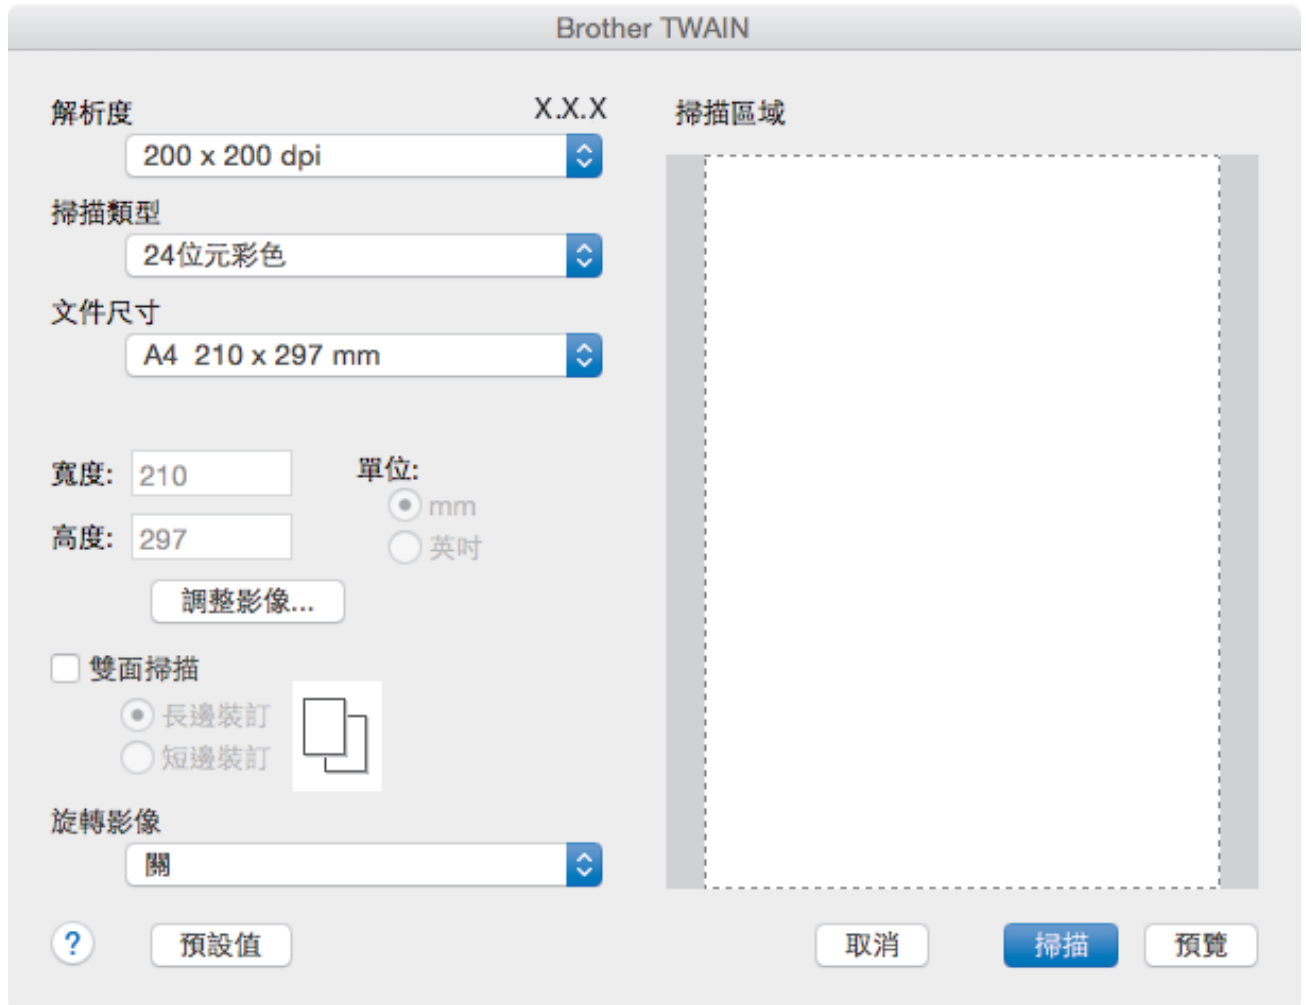 Brother TWAIN
解析度
X.X.X
200 x 200 dpi
掃描類型
24位元彩色
文件尺寸
A4 210 x 297 mm
寬度: 210
單位:
mm
高度: 297
英吋
調整影像...
雙面掃描
長邊裝訂
短邊裝訂
旋轉影像
關
掃描區域
? 預設值 取消 掃描 預覽